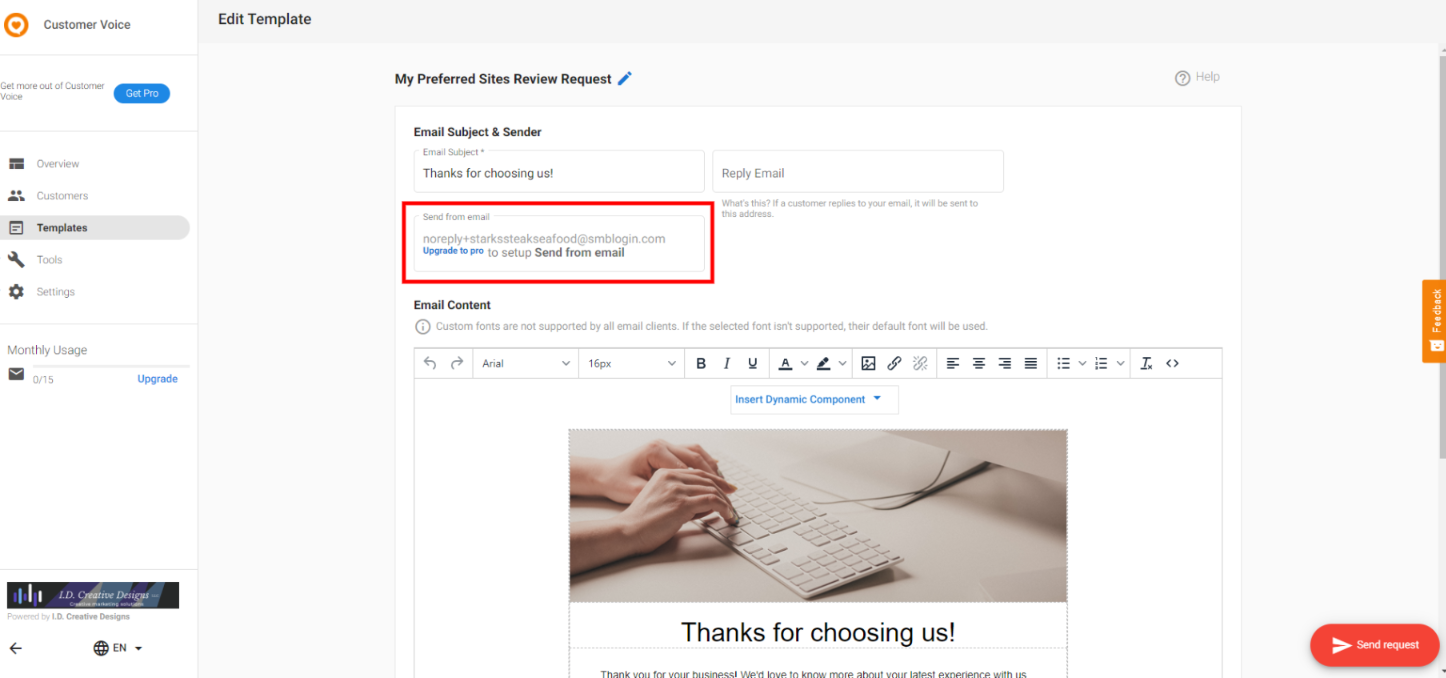 Customer Voice
Edit Template
Get more out of Customer
Voice
Get Pro
Overview
Customers
Templates
Tools
Settings
Monthly Usage
0/15
Upgrade
I.D. Creative Designs
Creative marketing solutions
Powered by I.D. Creative Designs
EN
My Preferred Sites Review Request
Help
Email Subject & Sender
Email Subject *
Thanks for choosing us!
Reply Email
What's this? If a customer replies to your email, it will be sent to
this address.
Send from email
noreply+starkssteakseafood@smblogin.com
Upgrade to pro to setup Send from email
Email Content
Custom fonts are not supported by all email clients. If the selected font isn't supported, their default font will be used.
Arial
16px
B I U A
Insert Dynamic Component
Thanks for choosing us!
Thank you for your business! We'd love to know more about your latest experience with us
Feedback
Send request